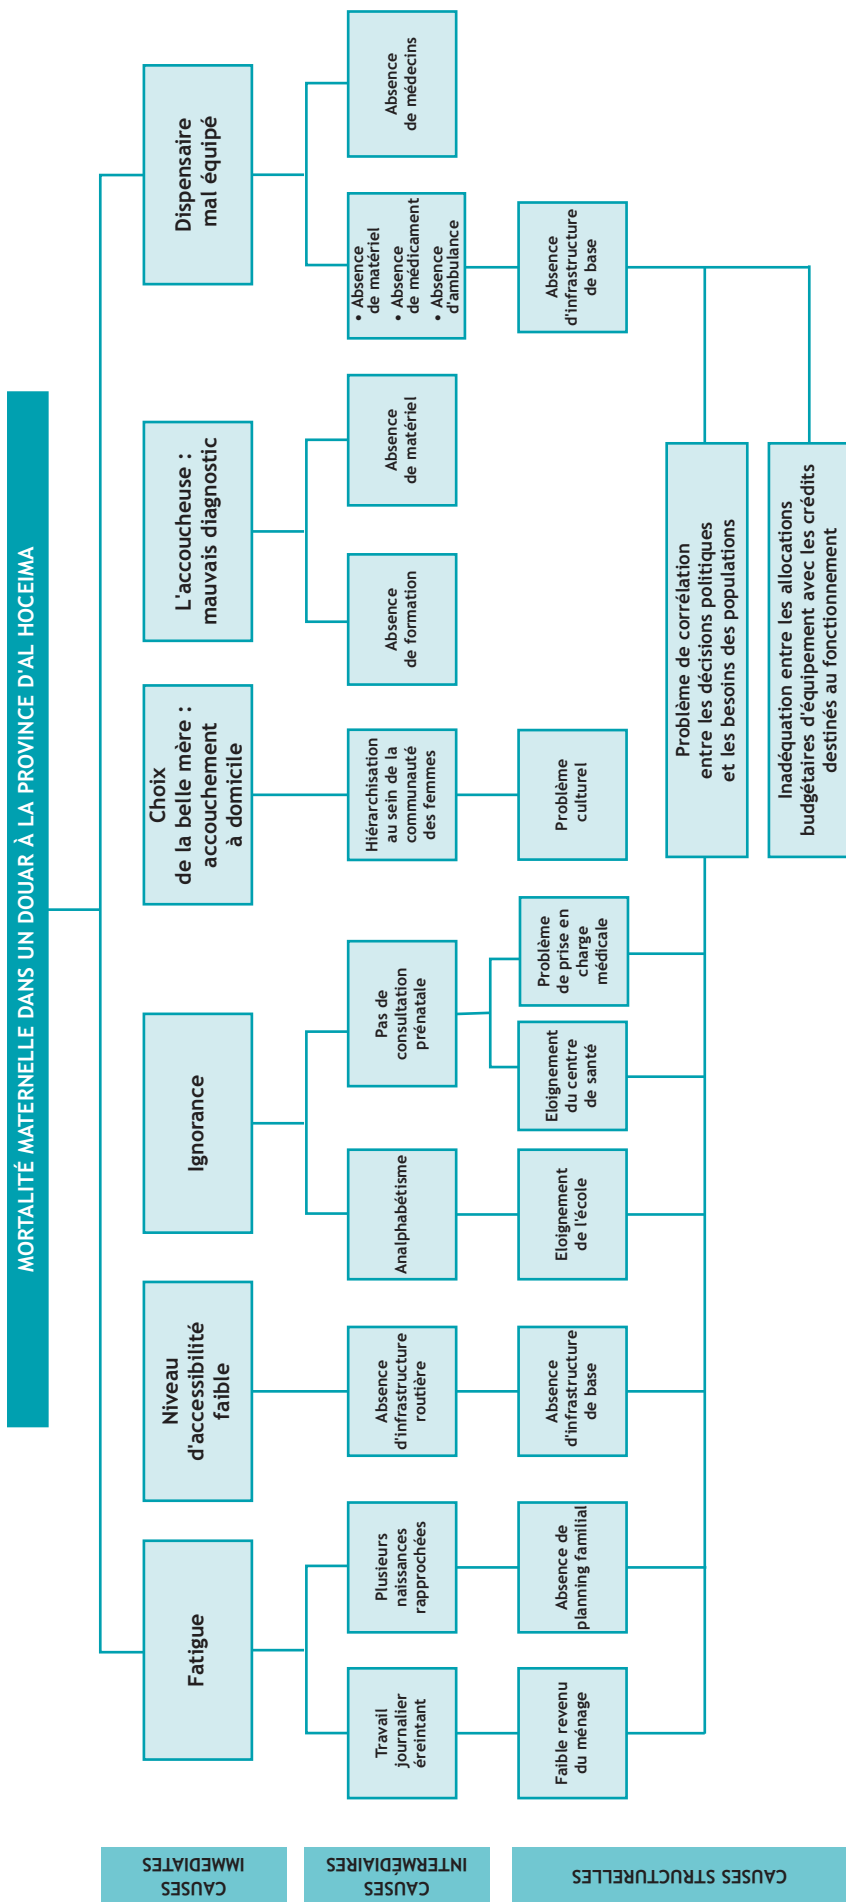 MORTALITÉ MATERNELLE DANS UN DOUAR À LA PROVINCE D'AL HOCEIMA
CAUSES
IMMEDIATES
Fatigue
Niveau
d'accessibilité
faible
Ignorance
Choix
de la belle mère :
accouchement
à domicile
L'accoucheuse :
mauvais diagnostic
Dispensaire
mal équipé
CAUSES
INTERMÉDIAIRES
Travail
journalier
éreintant
Plusieurs
naissances
rapprochées
Absence
d'infrastructure
routière
Analphabétisme
Pas de
consultation
prénatale
Hiérarchisation
au sein de la
communauté
des femmes
Absence
de formation
Absence
de matériel
• Absence
de matériel
• Absence
de médicament
• Absence
d'ambulance
Absence
de médecins
CAUSES STRUCTURELLES
Faible revenu
du ménage
Absence de
planning familial
Absence
d'infrastructure
de base
Eloignement
de l'école
Eloignement
du centre
de santé
Problème
de prise en
charge
médicale
Problème
culturel
Absence
d'infrastructure
de base
Problème de corrélation
entre les décisions politiques
et les besoins des populations
Inadéquation entre les allocations
budgétaires d'équipement avec les crédits
destinés au fonctionnement